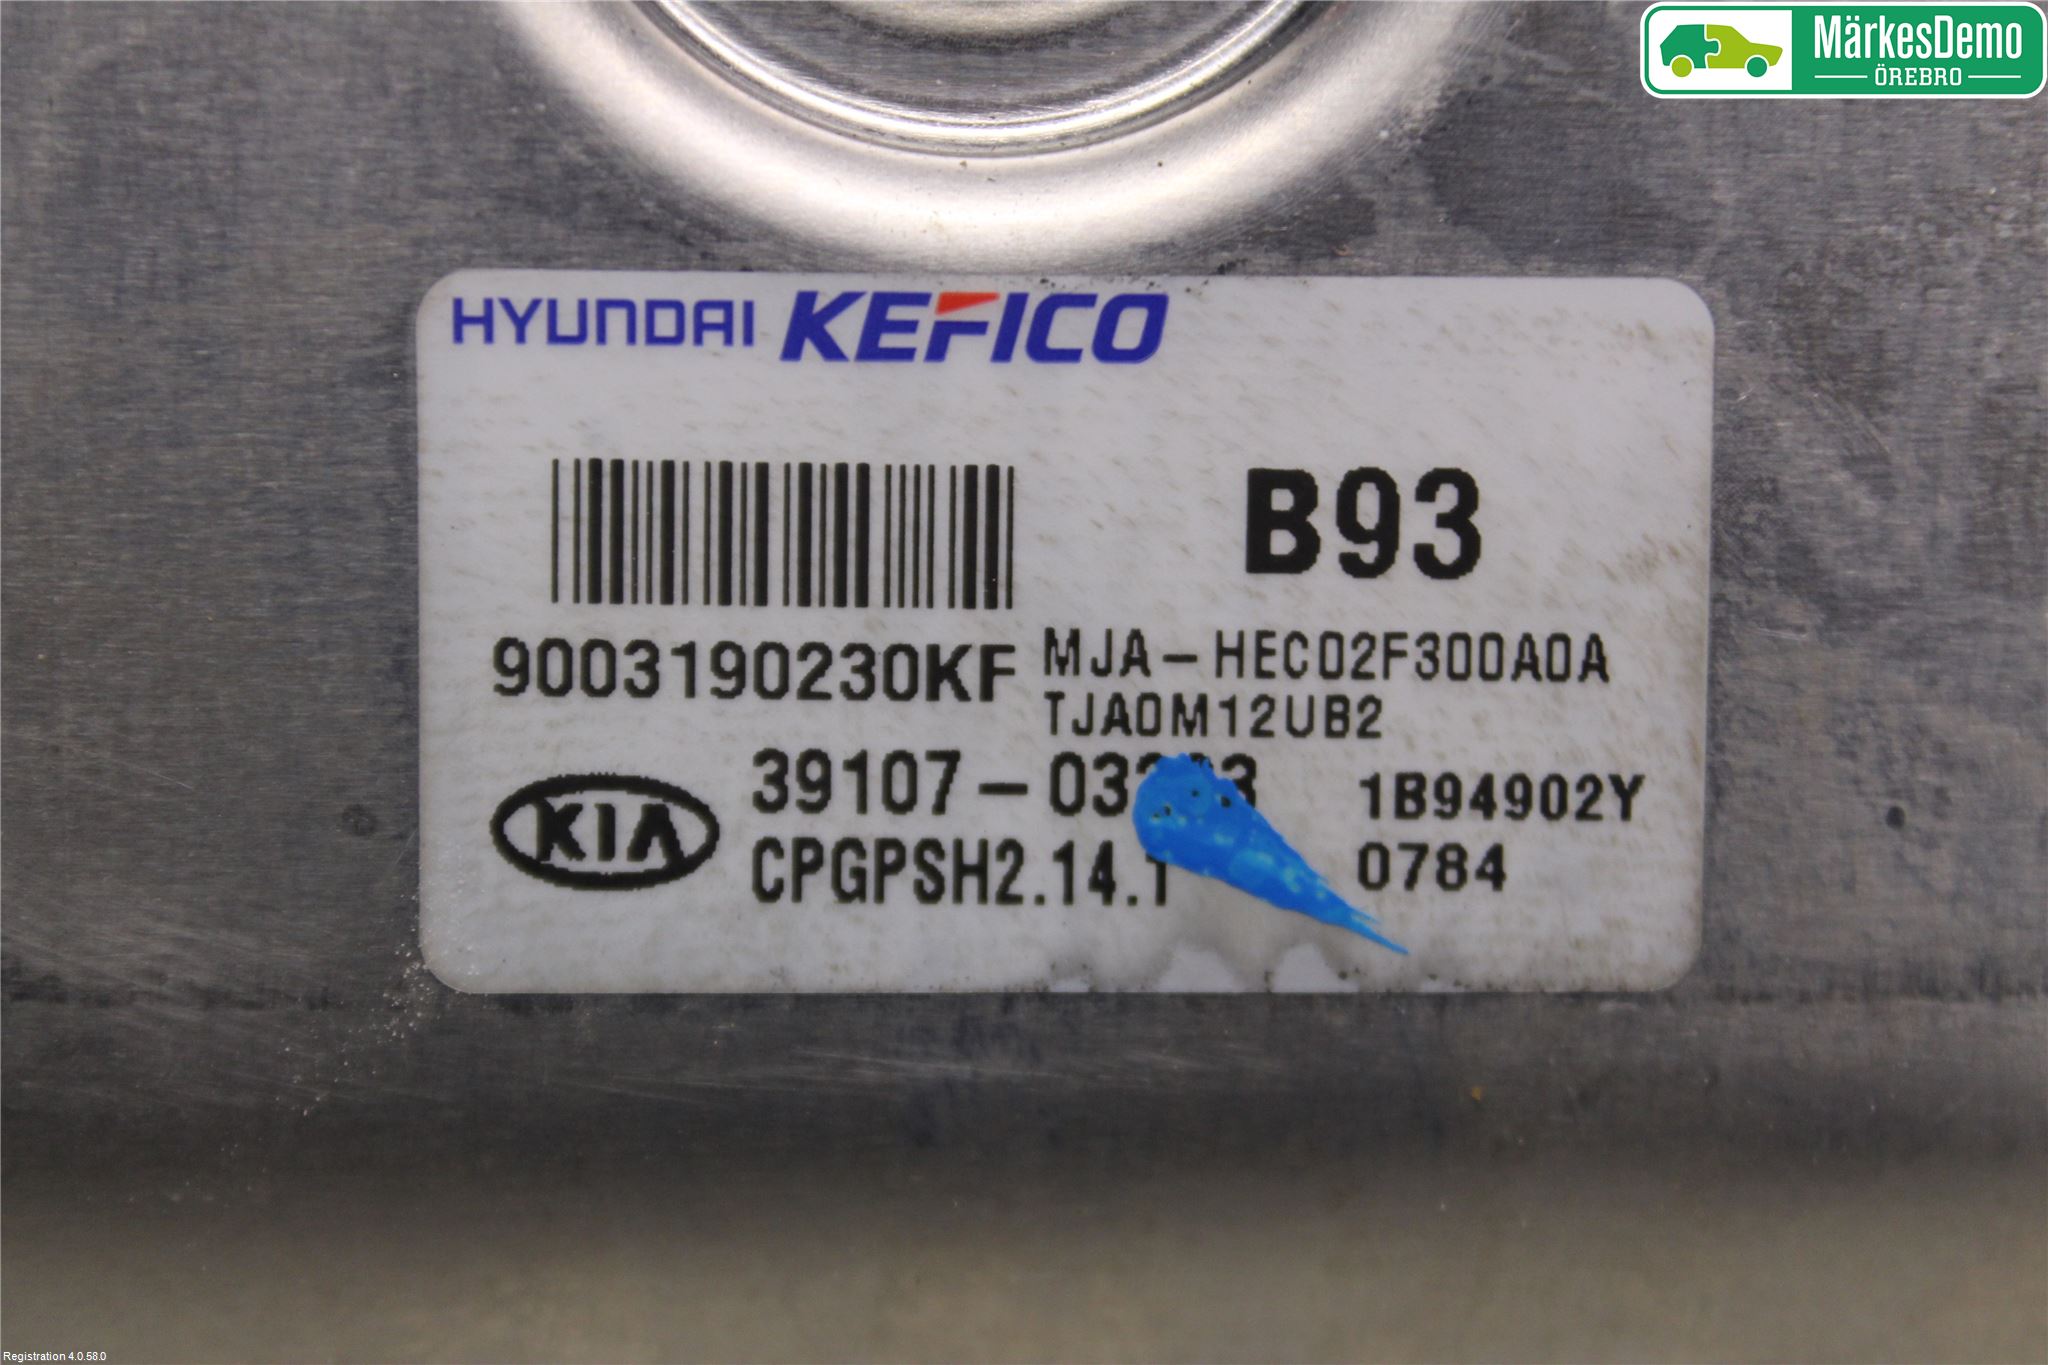 MärkesDemo
ÖREBRO
HYUNDAI KEFICO
B93
9003190230KF
MJA-HEC02F300A0A
TJA0M12UB2
KIA
1B94902Y
CPGPSH2.14.1
0784
Registration 4.0.58.0